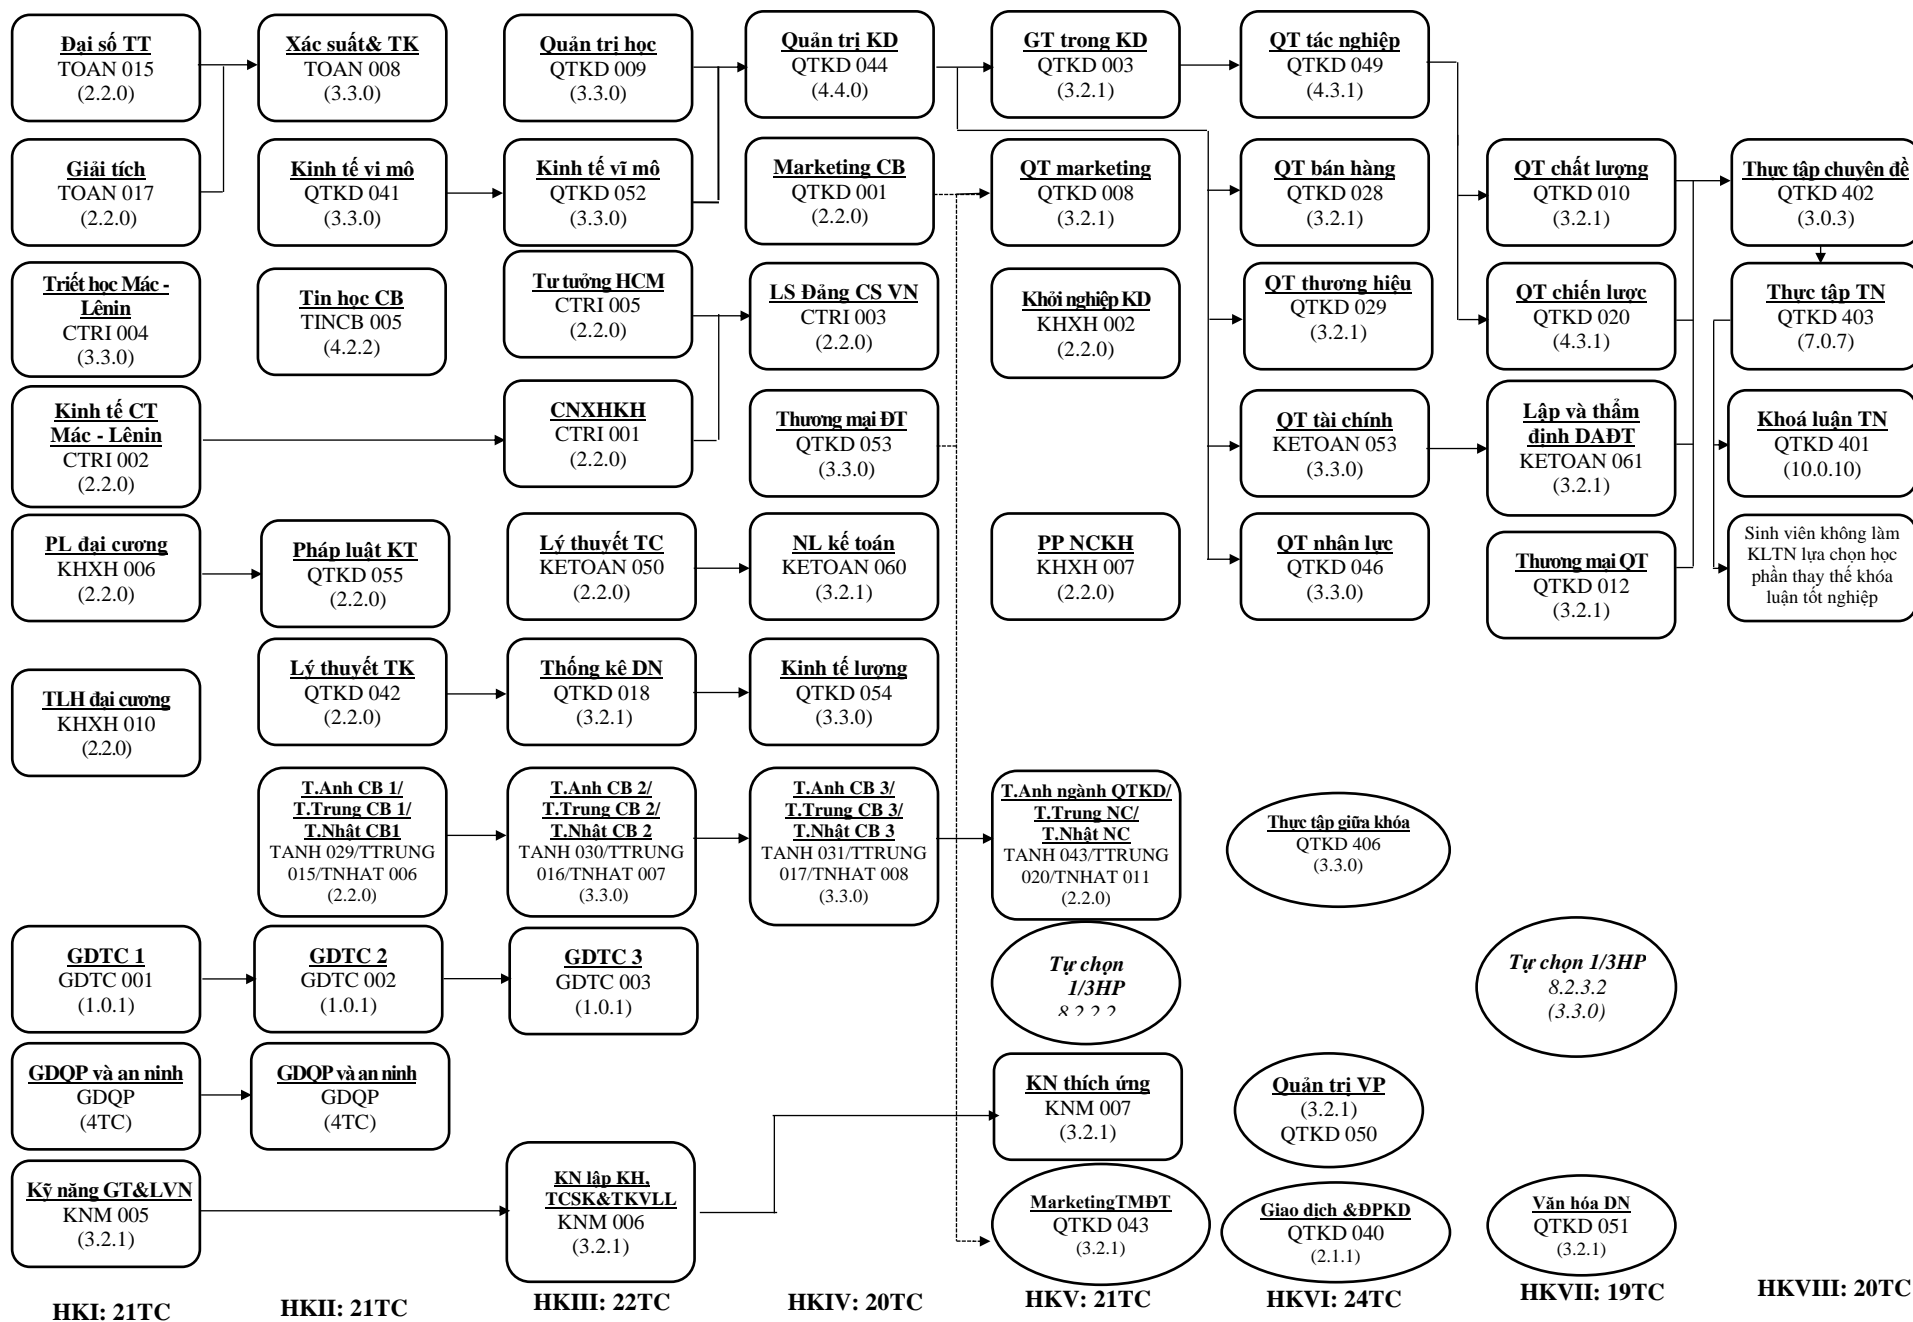 Đại số TT
TOAN 015
(2.2.0)
Giải tích
TOAN 017
(2.2.0)
Triết học Mác -
Lênin
CTRI 004
(3.3.0)
Kinh tế CT
Mác - Lênin
CTRI 002
(2.2.0)
PL đại cương
KHXH 006
(2.2.0)
TLH đại cương
KHXH 010
(2.2.0)
GDTC 1
GDTC 001
(1.0.1)
GDQP và an ninh
GDQP
(4TC)
Kỹ năng GT&LVN
KNM 005
(3.2.1)
HKI: 21TC
Xác suất& TK
TOAN 008
(3.3.0)
Kinh tế vi mô
QTKD 041
(3.3.0)
Tin học CB
TINCB 005
(4.2.2)
Pháp luật KT
QTKD 055
(2.2.0)
Lý thuyết TK
QTKD 042
(2.2.0)
T.Anh CB 1/
T.Trung CB 1/
T.Nhật CB1
TANH 029/TTRUNG
015/TNHAT 006
(2.2.0)
GDTC 2
GDTC 002
(1.0.1)
GDQP và an ninh
GDQP
(4TC)
HKII: 21TC
Quản trị học
QTKD 009
(3.3.0)
Kinh tế vĩ mô
QTKD 052
(3.3.0)
Tư tưởng HCM
CTRI 005
(2.2.0)
CNXHKH
CTRI 001
(2.2.0)
Lý thuyết TC
KETOAN 050
(2.2.0)
Thống kê DN
QTKD 018
(3.2.1)
T.Anh CB 2/
T.Trung CB 2/
T.Nhật CB 2
TANH 030/TTRUNG
016/TNHAT 007
(3.3.0)
GDTC 3
GDTC 003
(1.0.1)
KN lập KH,
TCSK&TKVLL
KNM 006
(3.2.1)
HKIII: 22TC
Quản trị KD
QTKD 044
(4.4.0)
Marketing CB
QTKD 001
(2.2.0)
LS Đảng CS VN
CTRI 003
(2.2.0)
Thương mại ĐT
QTKD 053
(3.3.0)
NL kế toán
KETOAN 060
(3.2.1)
Kinh tế lượng
QTKD 054
(3.3.0)
T.Anh CB 3/
T.Trung CB 3/
T.Nhật CB 3
TANH 031/TTRUNG
017/TNHAT 008
(3.3.0)
HKIV: 20TC
GT trong KD
QTKD 003
(3.2.1)
QT marketing
QTKD 008
(3.2.1)
Khởi nghiệp KD
KHXH 002
(2.2.0)
PP NCKH
KHXH 007
(2.2.0)
T.Anh ngành QTKD/
T.Trung NC/
T.Nhật NC
TANH 043/TTRUNG
020/TNHAT 011
(2.2.0)
Tự chọn
1/3HP
8.2.2.2
KN thích ứng
KNM 007
(3.2.1)
MarketingTMĐT
QTKD 043
(3.2.1)
HKV: 21TC
QT tác nghiệp
QTKD 049
(4.3.1)
QT bán hàng
QTKD 028
(3.2.1)
QT thương hiệu
QTKD 029
(3.2.1)
QT tài chính
KETOAN 053
(3.3.0)
QT nhân lực
QTKD 046
(3.3.0)
Thực tập giữa khóa
QTKD 406
(3.3.0)
Quản trị VP
(3.2.1)
QTKD 050
Giao dịch &ĐPKD
QTKD 040
(2.1.1)
HKVI: 24TC
QT chất lượng
QTKD 010
(3.2.1)
QT chiến lược
QTKD 020
(4.3.1)
Lập và thẩm
định DAĐT
KETOAN 061
(3.2.1)
Thương mại QT
QTKD 012
(3.2.1)
Tự chọn 1/3HP
8.2.3.2
(3.3.0)
Văn hóa DN
QTKD 051
(3.2.1)
HKVII: 19TC
Thực tập chuyên đề
QTKD 402
(3.0.3)
Thực tập TN
QTKD 403
(7.0.7)
Khoá luận TN
QTKD 401
(10.0.10)
Sinh viên không làm
KLTN lựa chọn học
phần thay thế khóa
luận tốt nghiệp
HKVIII: 20TC